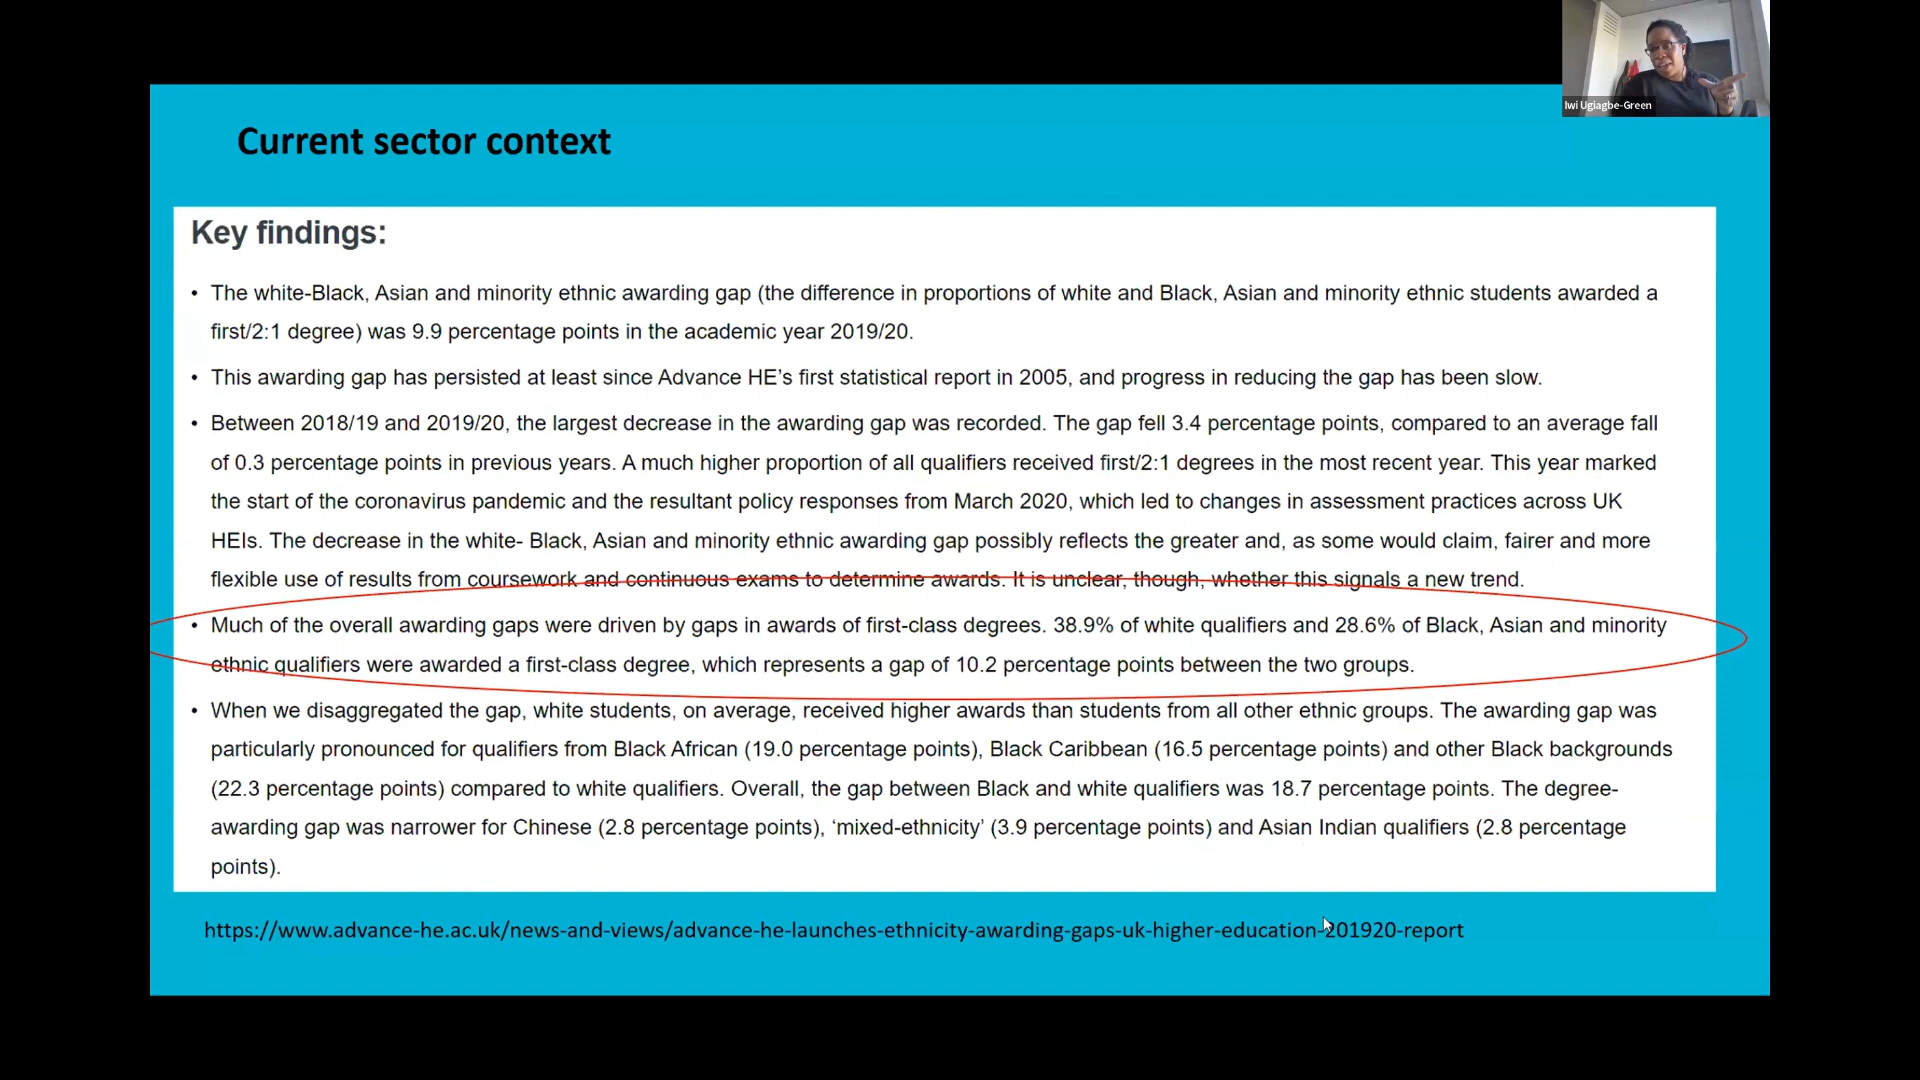 Iwi Ugiagbe-Green
Current sector context
Key findings:
• The white-Black, Asian and minority ethnic awarding gap (the difference in proportions of white and Black, Asian and minority ethnic students awarded a
first/2:1 degree) was 9.9 percentage points in the academic year 2019/20.
• This awarding gap has persisted at least since Advance HE’s first statistical report in 2005, and progress in reducing the gap has been slow.
• Between 2018/19 and 2019/20, the largest decrease in the awarding gap was recorded. The gap fell 3.4 percentage points, compared to an average fall
of 0.3 percentage points in previous years. A much higher proportion of all qualifiers received first/2:1 degrees in the most recent year. This year marked
the start of the coronavirus pandemic and the resultant policy responses from March 2020, which led to changes in assessment practices across UK
HEIs. The decrease in the white- Black, Asian and minority ethnic awarding gap possibly reflects the greater and, as some would claim, fairer and more
flexible use of results from coursework and continuous exams to determine awards. It is unclear, though, whether this signals a new trend.
• Much of the overall awarding gaps were driven by gaps in awards of first-class degrees. 38.9% of white qualifiers and 28.6% of Black, Asian and minority
ethnic qualifiers were awarded a first-class degree, which represents a gap of 10.2 percentage points between the two groups.
• When we disaggregated the gap, white students, on average, received higher awards than students from all other ethnic groups. The awarding gap was
particularly pronounced for qualifiers from Black African (19.0 percentage points), Black Caribbean (16.5 percentage points) and other Black backgrounds
(22.3 percentage points) compared to white qualifiers. Overall, the gap between Black and white qualifiers was 18.7 percentage points. The degree-
awarding gap was narrower for Chinese (2.8 percentage points), ‘mixed-ethnicity’ (3.9 percentage points) and Asian Indian qualifiers (2.8 percentage
points).
https://www.advance-he.ac.uk/news-and-views/advance-he-launches-ethnicity-awarding-gaps-uk-higher-education-201920-report